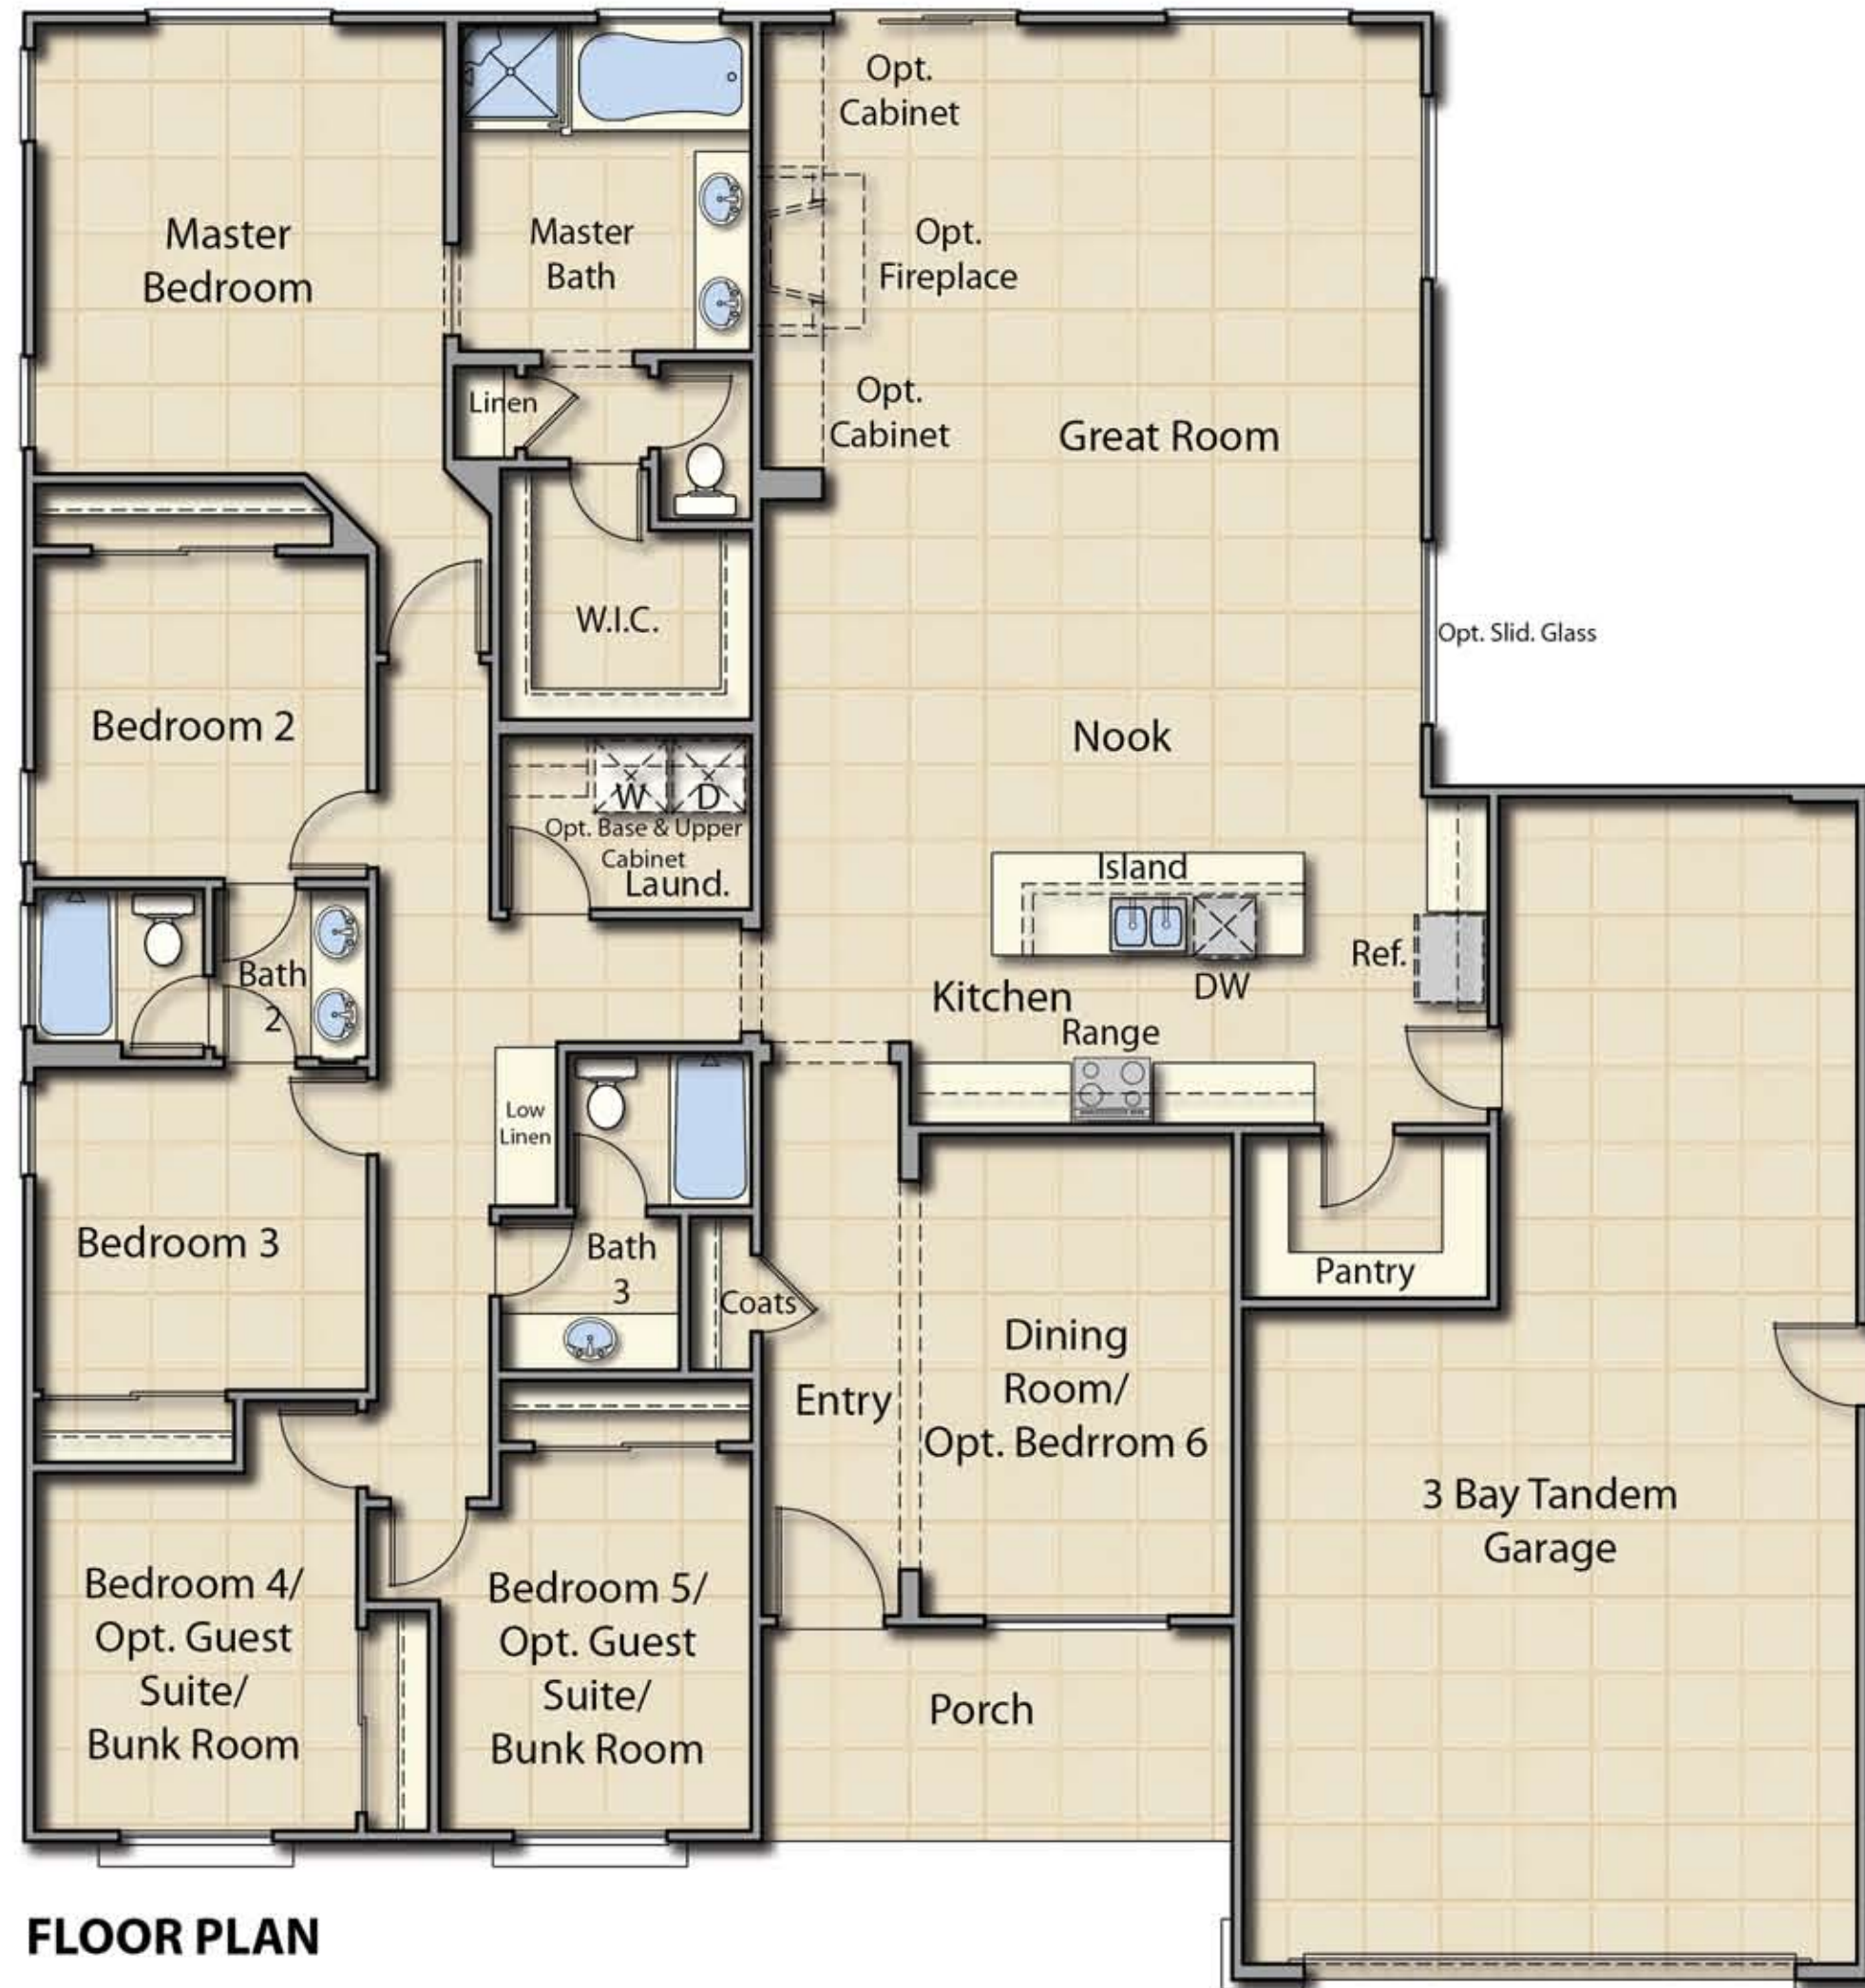 Opt.
Cabinet
Master
Bedroom
Master
Bath
Opt.
Fireplace
Linen
Opt.
Cabinet
Great Room
W.I.C.
Opt. Slid. Glass
Bedroom 2
Nook
W D
Opt. Base & Upper
Cabinet
Laund.
Island
Bath
2
Ref.
Kitchen
DW
Range
Low
Linen
Bedroom 3
Bath
3
Pantry
Coats
Dining
Room/
Opt. Bedrrom 6
Entry
3 Bay Tandem
Garage
Bedroom 4/
Opt. Guest
Suite/
Bunk Room
Bedroom 5/
Opt. Guest
Suite/
Bunk Room
Porch
FLOOR PLAN